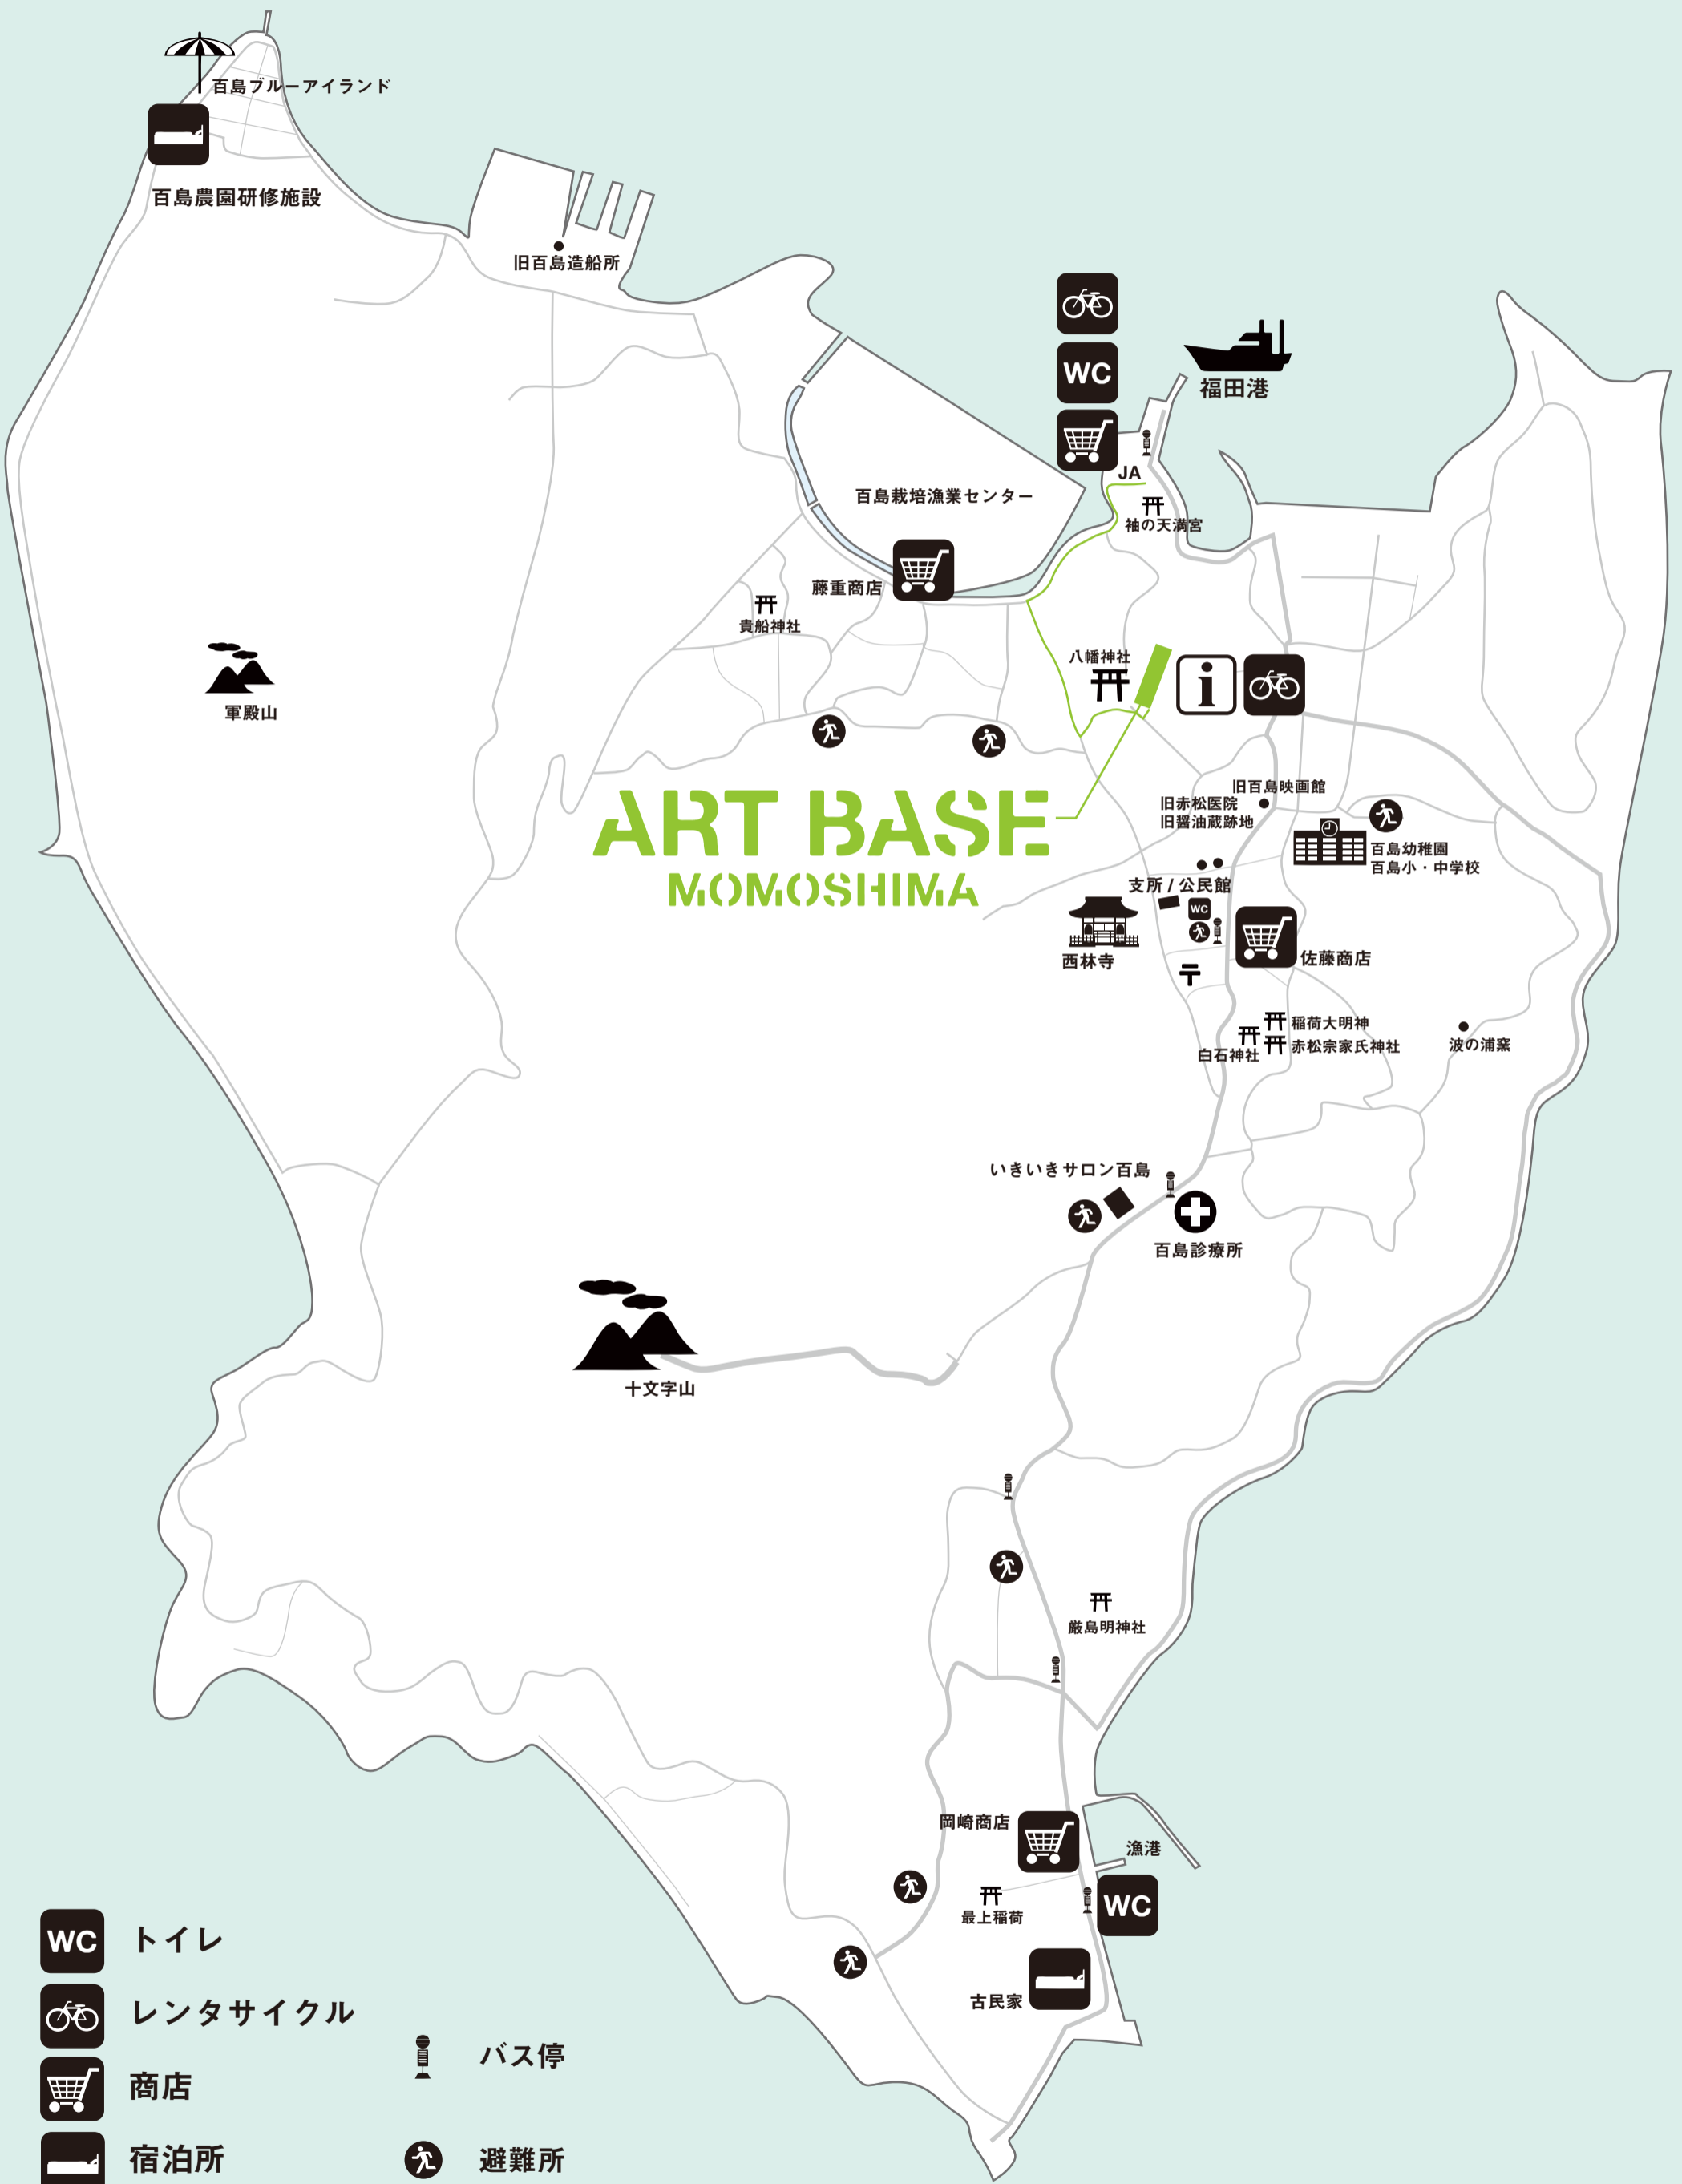 百島ブルーアイランド
百島農園研修施設
旧百島造船所
WC
福田港
JA
百島栽培漁業センター
袖の天満宮
藤重商店
貴船神社
八幡神社
i
軍殿山
旧百島映画館
旧赤松医院
旧醤油蔵跡地
ART BASE
MOMOSHIMA
百島幼稚園
百島小・中学校
支所 / 公民館
WC
西林寺
佐藤商店
〒
稲荷大明神
白石神社
赤松宗家氏神社
波の浦窯
いきいきサロン百島
百島診療所
十文字山
厳島明神社
岡崎商店
漁港
WC
最上稲荷
古民家
WC トイレ
レンタサイクル
商店
宿泊所
バス停
避難所